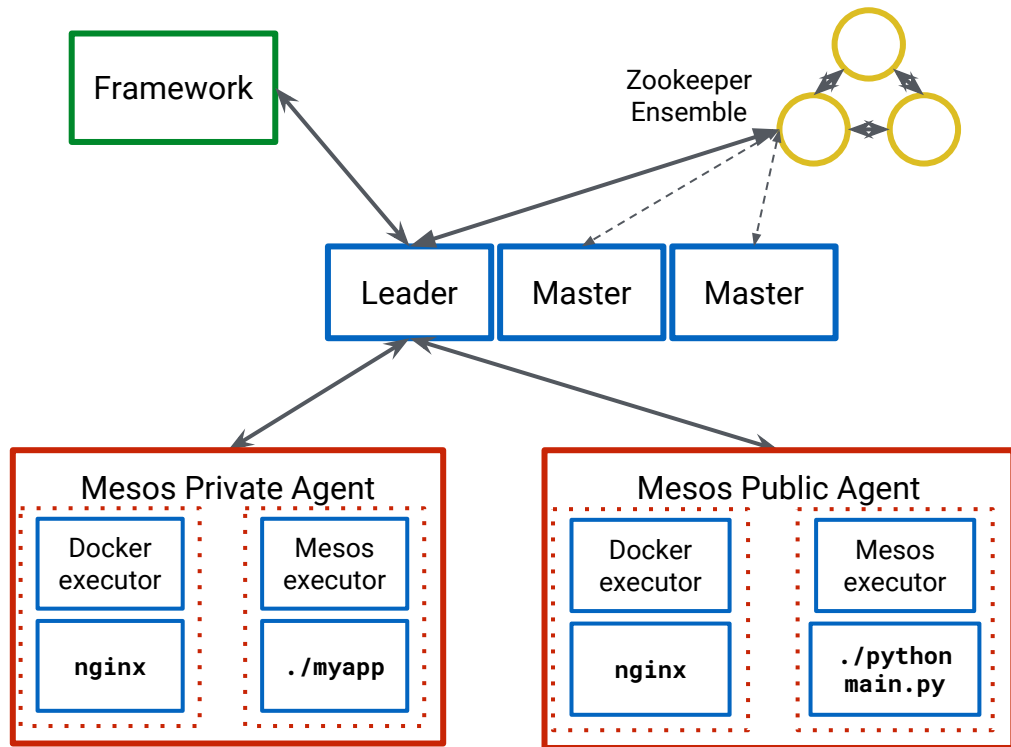 Framework
Zookeeper
Ensemble
Leader
Master
Master
Mesos Private Agent
Docker
executor
Mesos
executor
nginx
./myapp
Mesos Public Agent
Docker
executor
Mesos
executor
nginx
./python
main.py